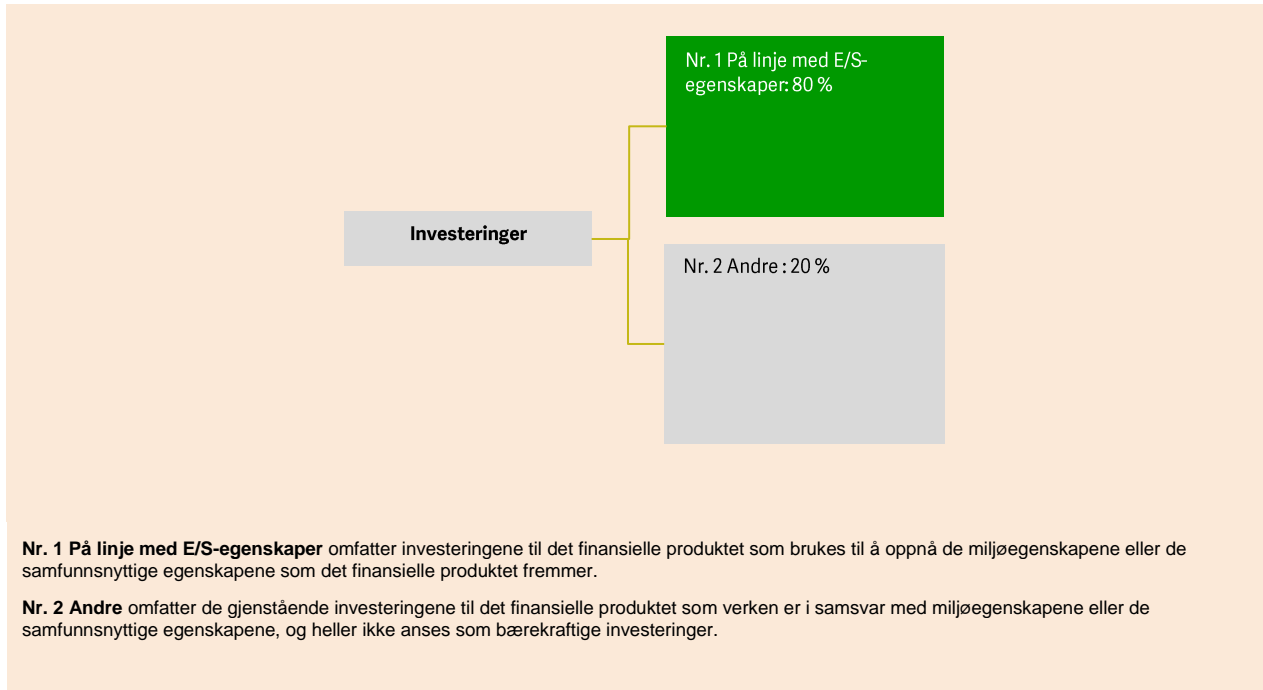 Nr. 1 På linje med E/S-
egenskaper: 80 %
Investeringer
Nr. 2 Andre : 20 %
Nr. 1 På linje med E/S-egenskaper omfatter investeringene til det finansielle produktet som brukes til å oppnå de miljøegenskapene eller de
samfunnsnyttige egenskapene som det finansielle produktet fremmer.
Nr. 2 Andre omfatter de gjenstående investeringene til det finansielle produktet som verken er i samsvar med miljøegenskapene eller de
samfunnsnyttige egenskapene, og heller ikke anses som bærekraftige investeringer.